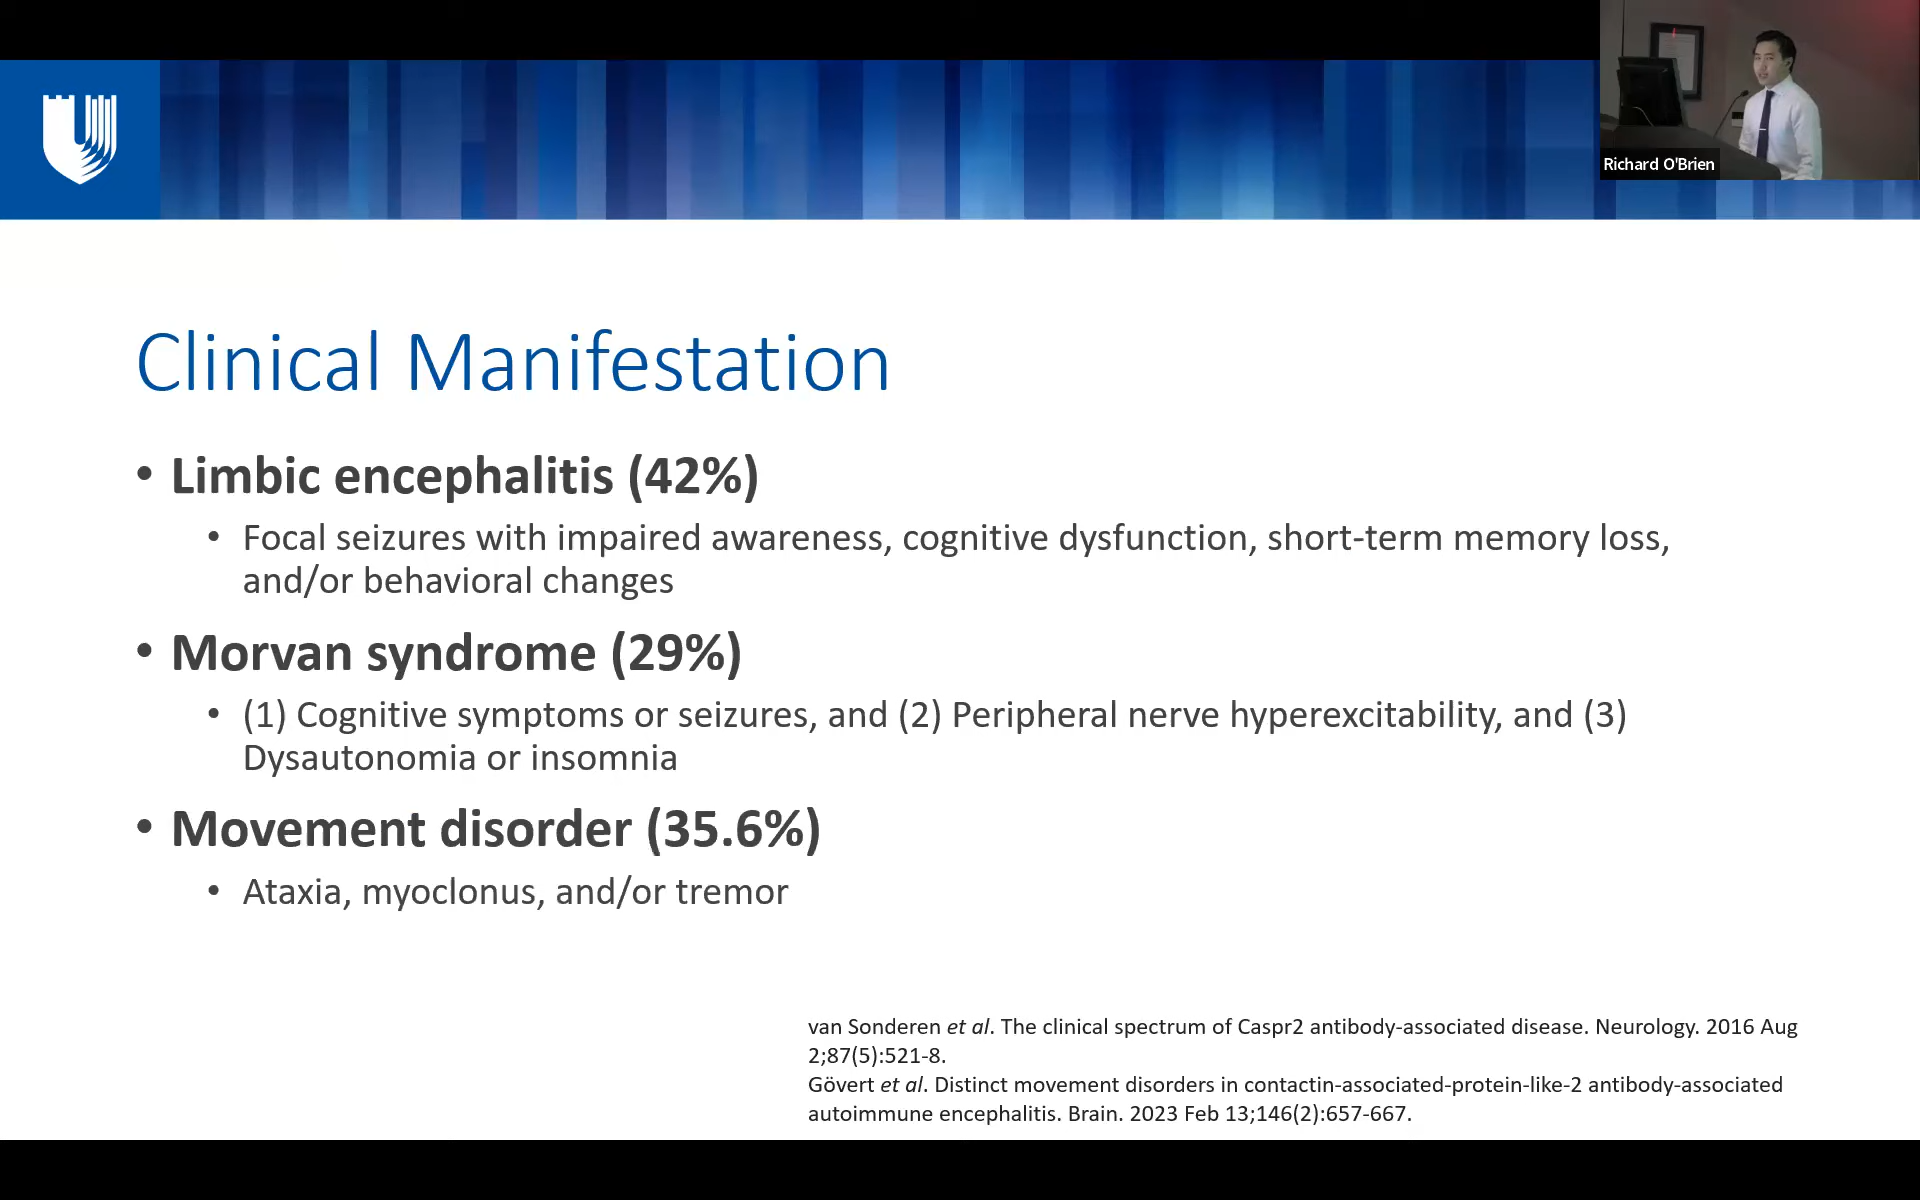 Richard O'Brien
Clinical Manifestation
• Limbic encephalitis (42%)
• Focal seizures with impaired awareness, cognitive dysfunction, short-term memory loss,
and/or behavioral changes
• Morvan syndrome (29%)
• (1) Cognitive symptoms or seizures, and (2) Peripheral nerve hyperexcitability, and (3)
Dysautonomia or insomnia
• Movement disorder (35.6%)
• Ataxia, myoclonus, and/or tremor
van Sonderen et al. The clinical spectrum of Caspr2 antibody-associated disease. Neurology. 2016 Aug
2;87(5):521-8.
Gövert et al. Distinct movement disorders in contactin-associated-protein-like-2 antibody-associated
autoimmune encephalitis. Brain. 2023 Feb 13;146(2):657-667.